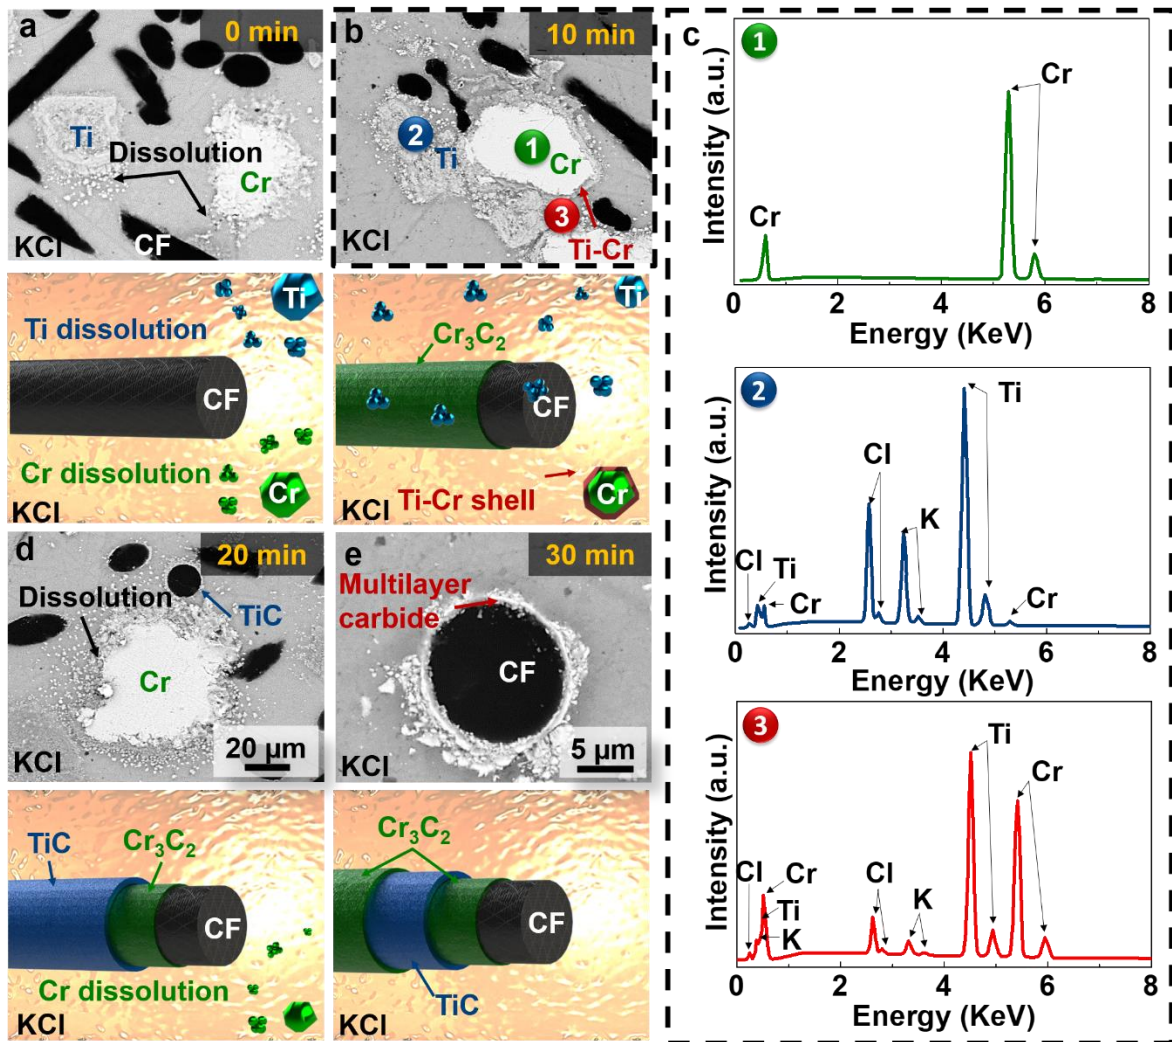 a
0 min
Ti
Dissolution
Cr
KCl
CF
b
10 min
2
Ti
1
Cr
3
Ti-Cr
KCl
Ti
Ti dissolution
CF
Cr dissolution
Cr
KCl
Ti
Cr₃C₂
CF
Ti-Cr shell
Cr
KCl
d
20 min
Dissolution
TiC
Cr
20 µm
KCl
e
30 min
Multilayer
carbide
CF
5 µm
KCl
TiC
Cr₃C₂
CF
Cr dissolution
KCl
Cr₃C₂
CF
TiC
KCl
c
1
Intensity (a.u.)
Cr
Cr
0 2 4 6 8
Energy (KeV)
2
Intensity (a.u.)
Ti
Cl
K
Cl
Ti
Cr
Cr
0 2 4 6 8
Energy (KeV)
3
Intensity (a.u.)
Ti
Cr
Cl
Cr
Ti
K
Cl
K
0 2 4 6 8
Energy (KeV)